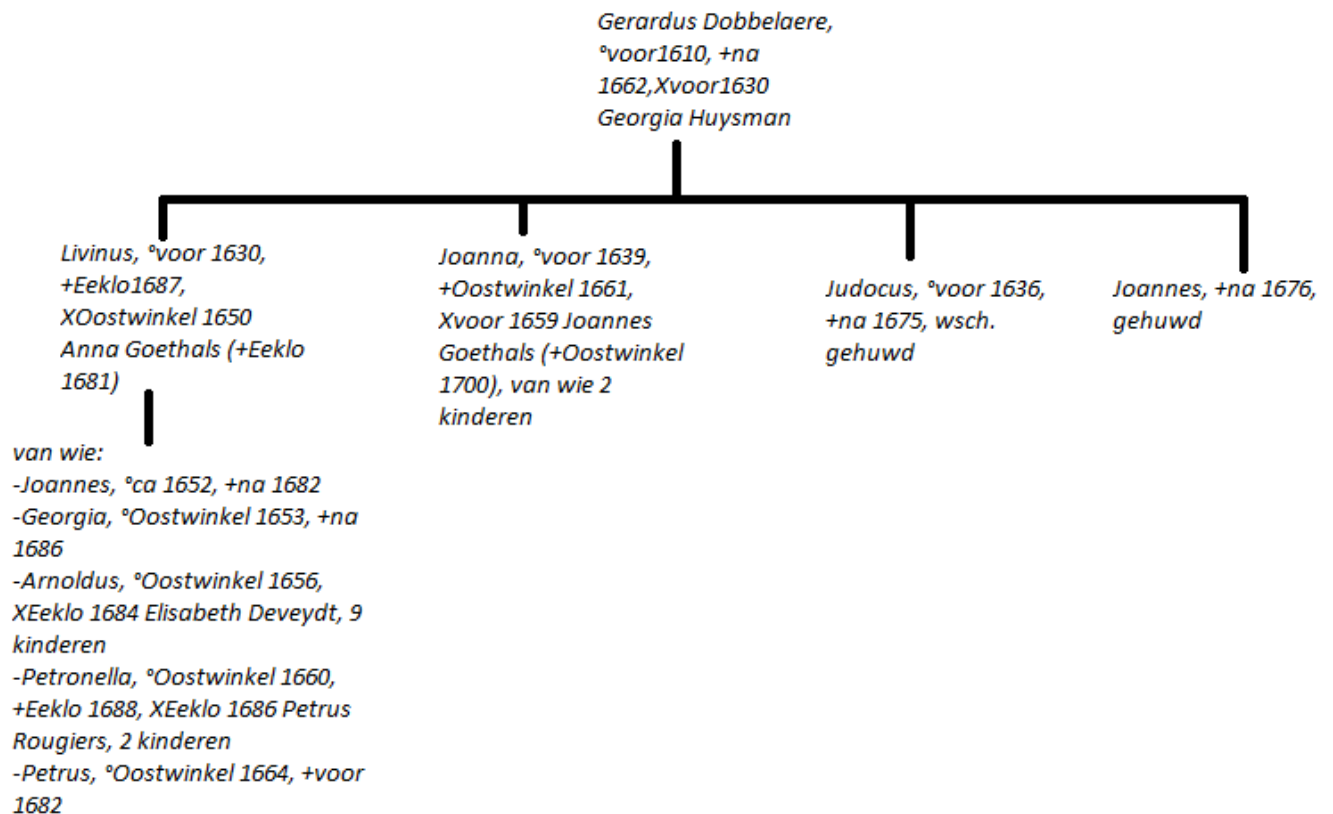 Gerardus Dobbelaere,
°voor1610, +na
1662,Xvoor1630
Georgia Huysman
Livinus, °voor 1630,
+Eeklo1687,
XOostwinkel 1650
Anna Goethals (+Eeklo
1681)
Joanna, °voor 1639,
+Oostwinkel 1661,
Xvoor 1659 Joannes
Goethals (+Oostwinkel
1700), van wie 2
kinderen
Judocus, °voor 1636,
+na 1675, wsch.
gehuwd
Joannes, +na 1676,
gehuwd
van wie:
-Joannes, °ca 1652, +na 1682
-Georgia, °Oostwinkel 1653, +na
1686
-Arnoldus, °Oostwinkel 1656,
XEeklo 1684 Elisabeth Deveydt, 9
kinderen
-Petronella, °Oostwinkel 1660,
+Eeklo 1688, XEeklo 1686 Petrus
Rougiers, 2 kinderen
-Petrus, °Oostwinkel 1664, +voor
1682